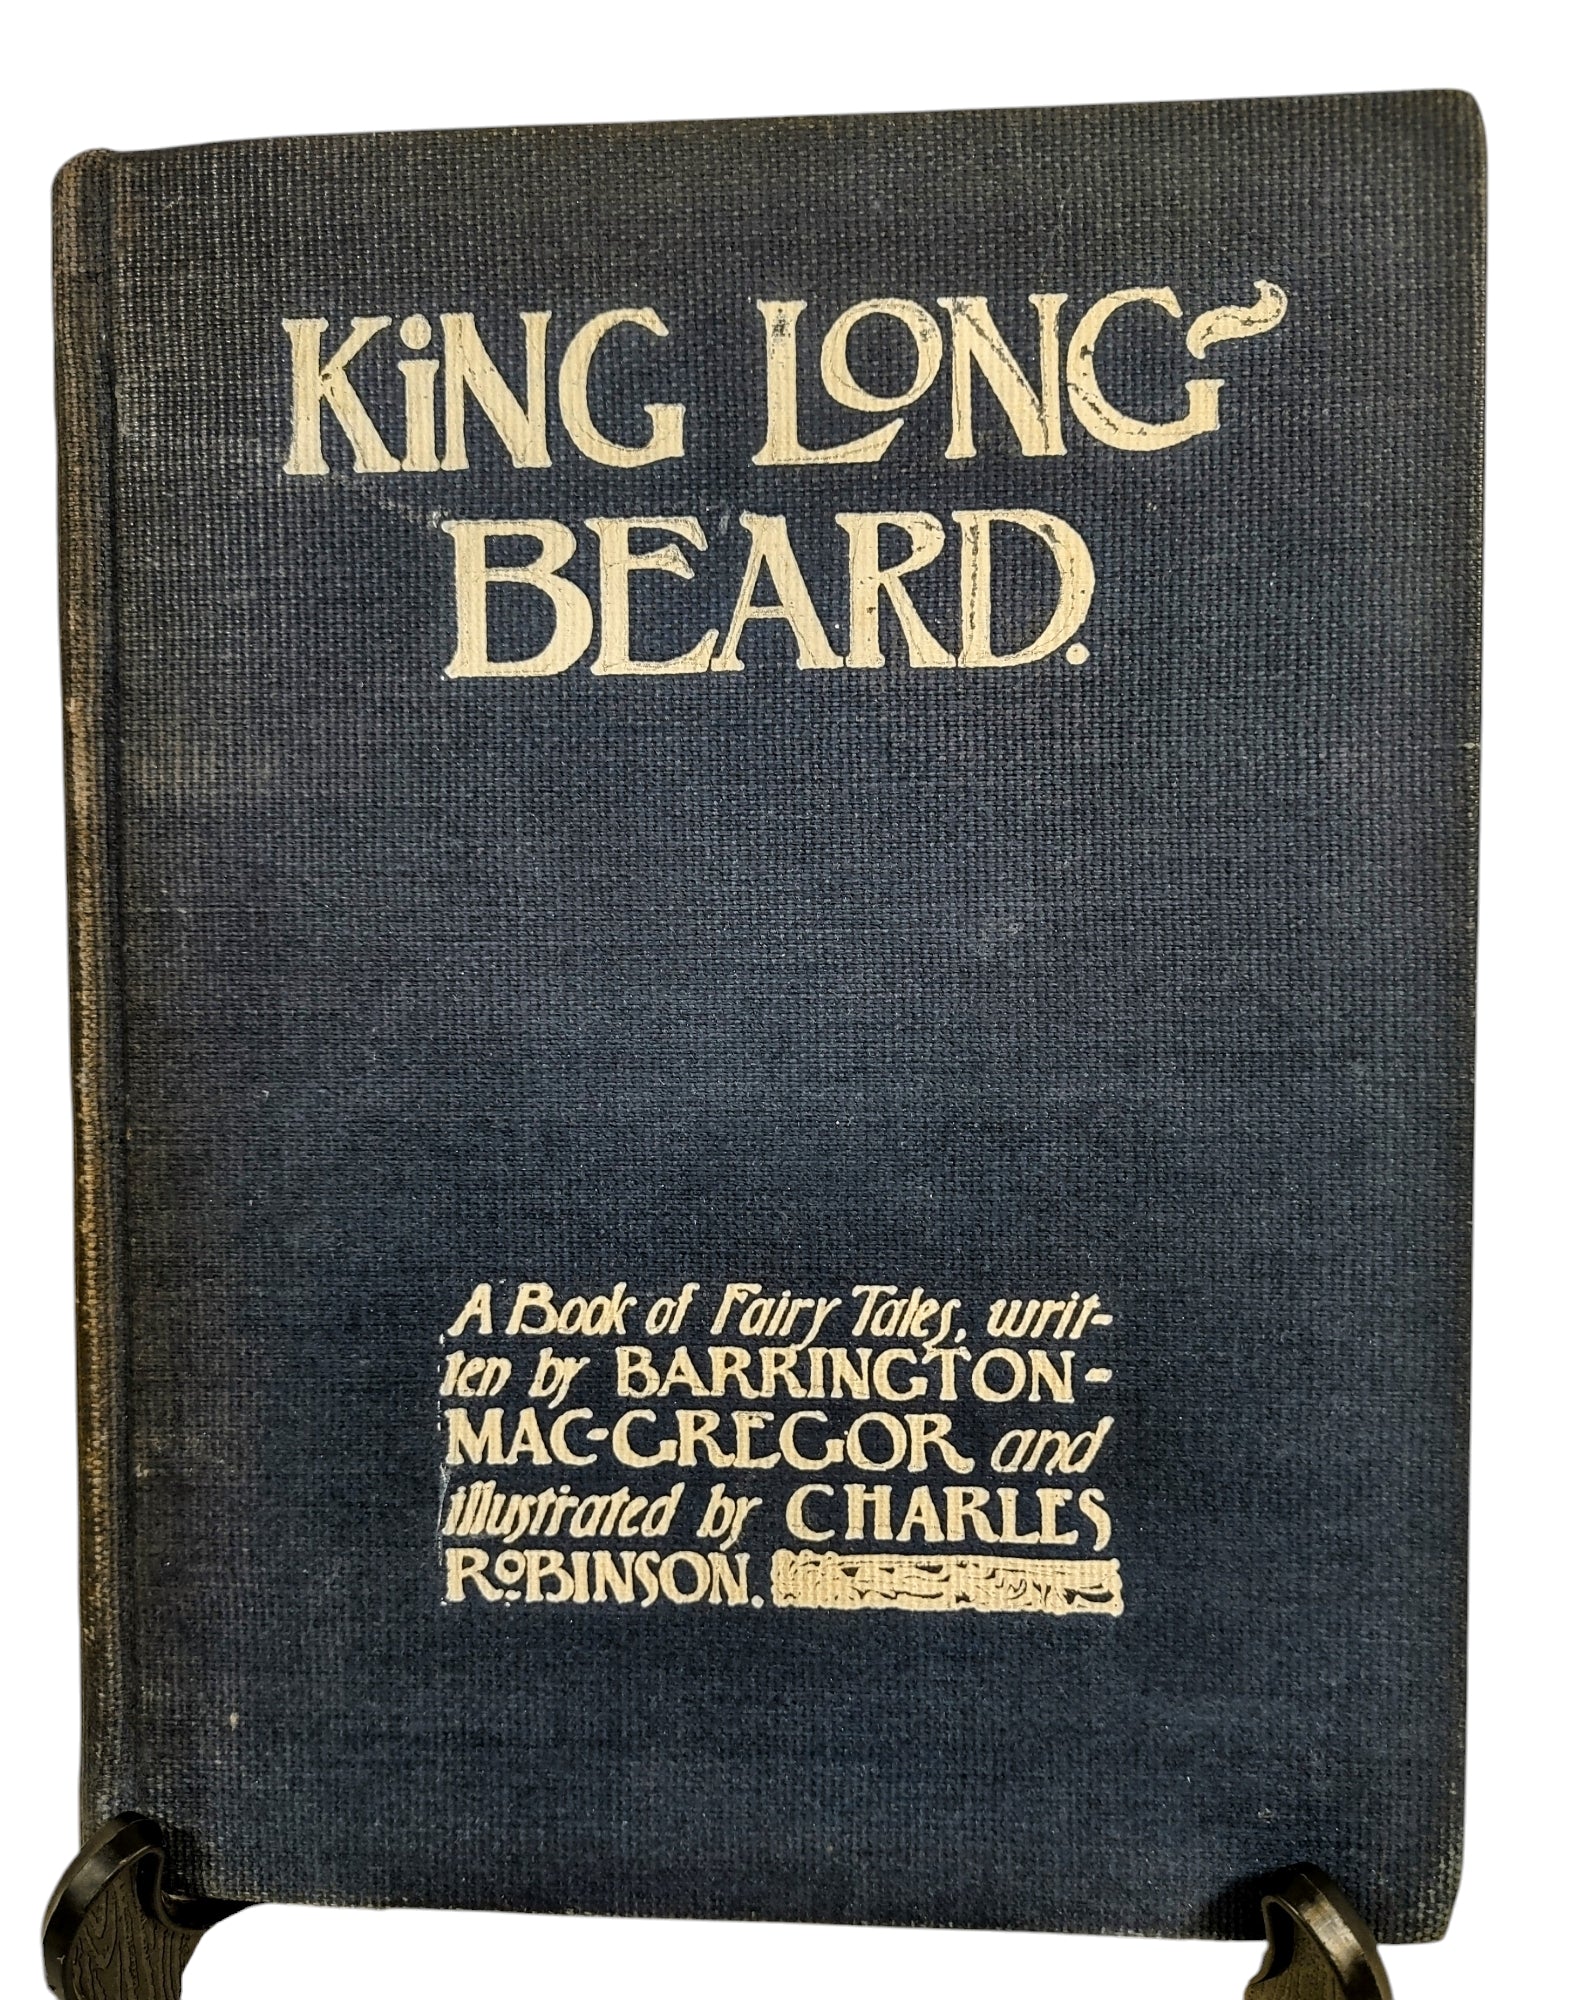 KiNG LONG-
BEARD.
A Book of Fairy Tales, writ-
ten by BARRINGTON-
MAC-GREGOR and
illustrated by CHARLES
ROBINSON.